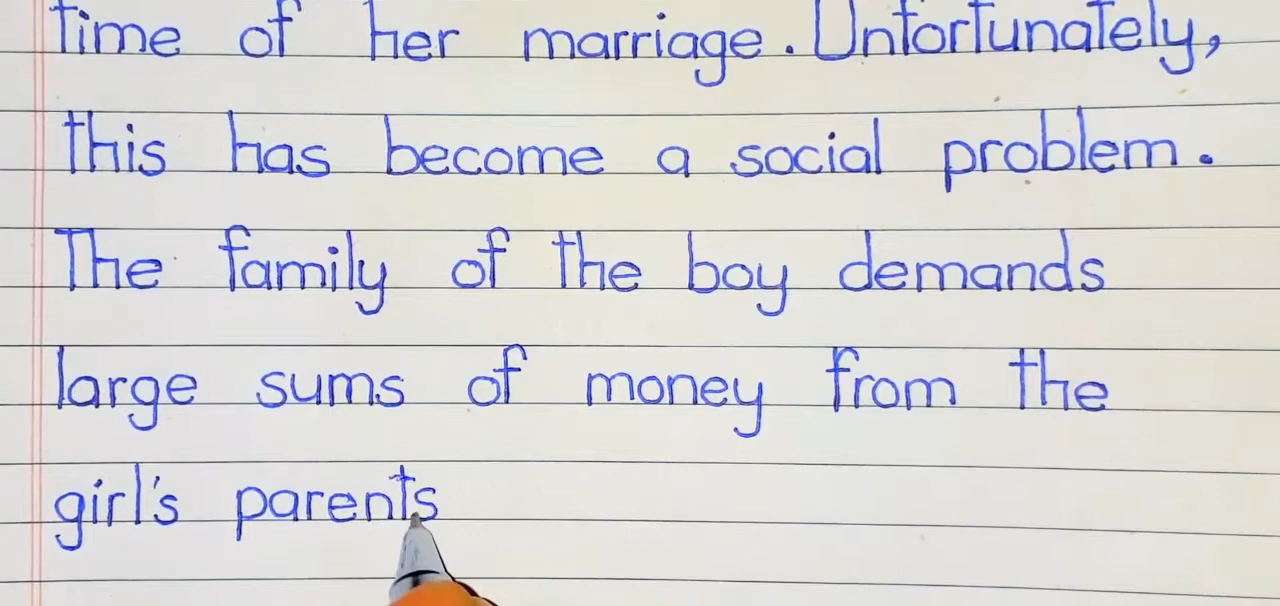 time of her marriage. Unfortunately,
this has become a social problem.
The family of the boy demands
large sums of money from the
girl's parents